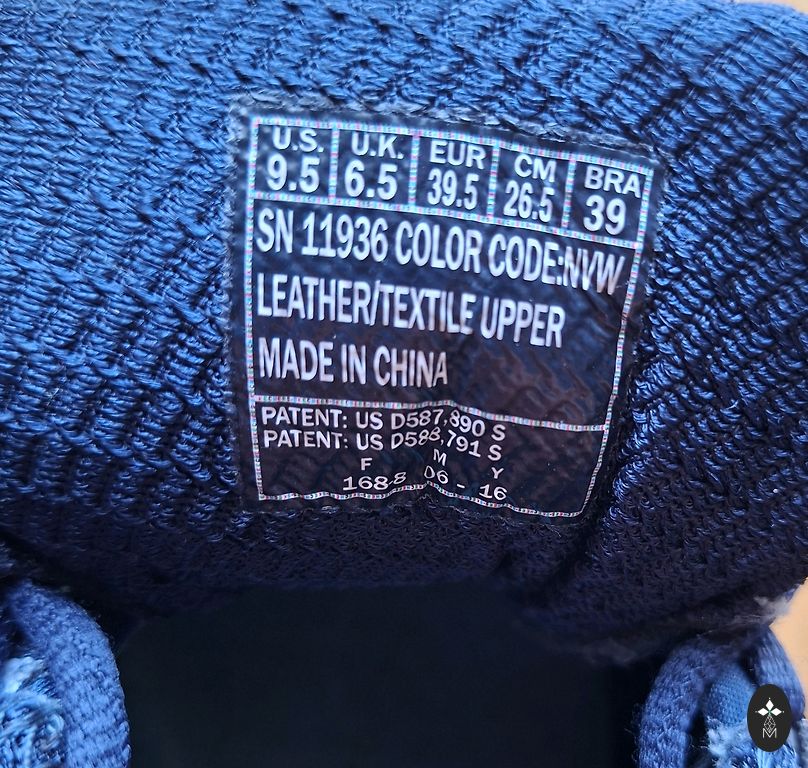 U.S. U.K. EUR CM BRA
9.5 6.5 39.5 26.5 39
SN 11936 COLOR CODE:NVW
LEATHER/TEXTILE UPPER
MADE IN CHINA
PATENT: US D587,890 S
PATENT: US D588,791 S
F M Y
168-8 06 - 16
M